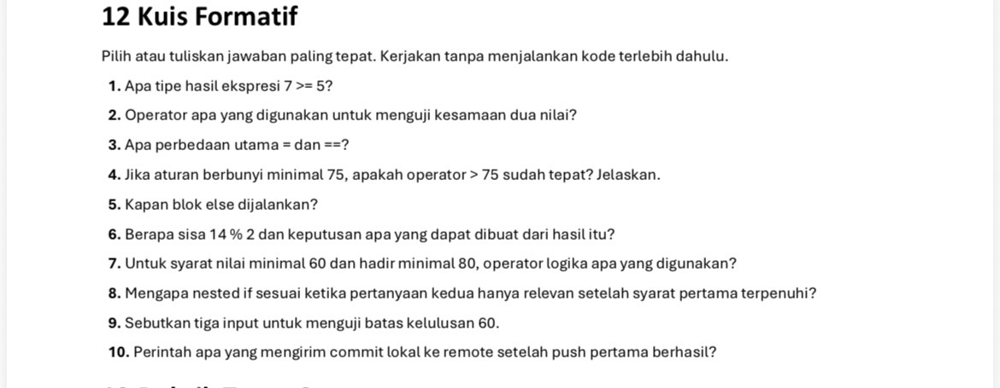 12 Kuis Formatif
Pilih atau tuliskan jawaban paling tepat. Kerjakan tanpa menjalankan kode terlebih dahulu.
1. Apa tipe hasil ekspresi 7 >= 5?
2. Operator apa yang digunakan untuk menguji kesamaan dua nilai?
3. Apa perbedaan utama = dan ==?
4. Jika aturan berbunyi minimal 75, apakah operator > 75 sudah tepat? Jelaskan.
5. Kapan blok else dijalankan?
6. Berapa sisa 14 % 2 dan keputusan apa yang dapat dibuat dari hasil itu?
7. Untuk syarat nilai minimal 60 dan hadir minimal 80, operator logika apa yang digunakan?
8. Mengapa nested if sesuai ketika pertanyaan kedua hanya relevan setelah syarat pertama terpenuhi?
9. Sebutkan tiga input untuk menguji batas kelulusan 60.
10. Perintah apa yang mengirim commit lokal ke remote setelah push pertama berhasil?